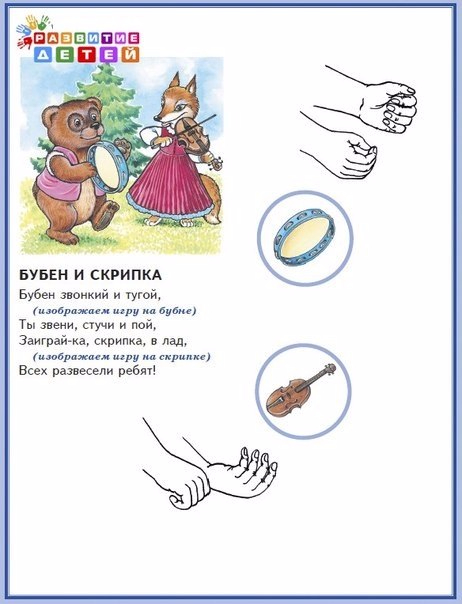 РАЗВИТИЕ
ДЕТЕЙ
БУБЕН И СКРИПКА
Бубен звонкий и тугой,
(изображаем игру на бубне)
Ты звени, стучи и пой,
Заиграй-ка, скрипка, в лад,
(изображаем игру на скрипке)
Всех развесели ребят!